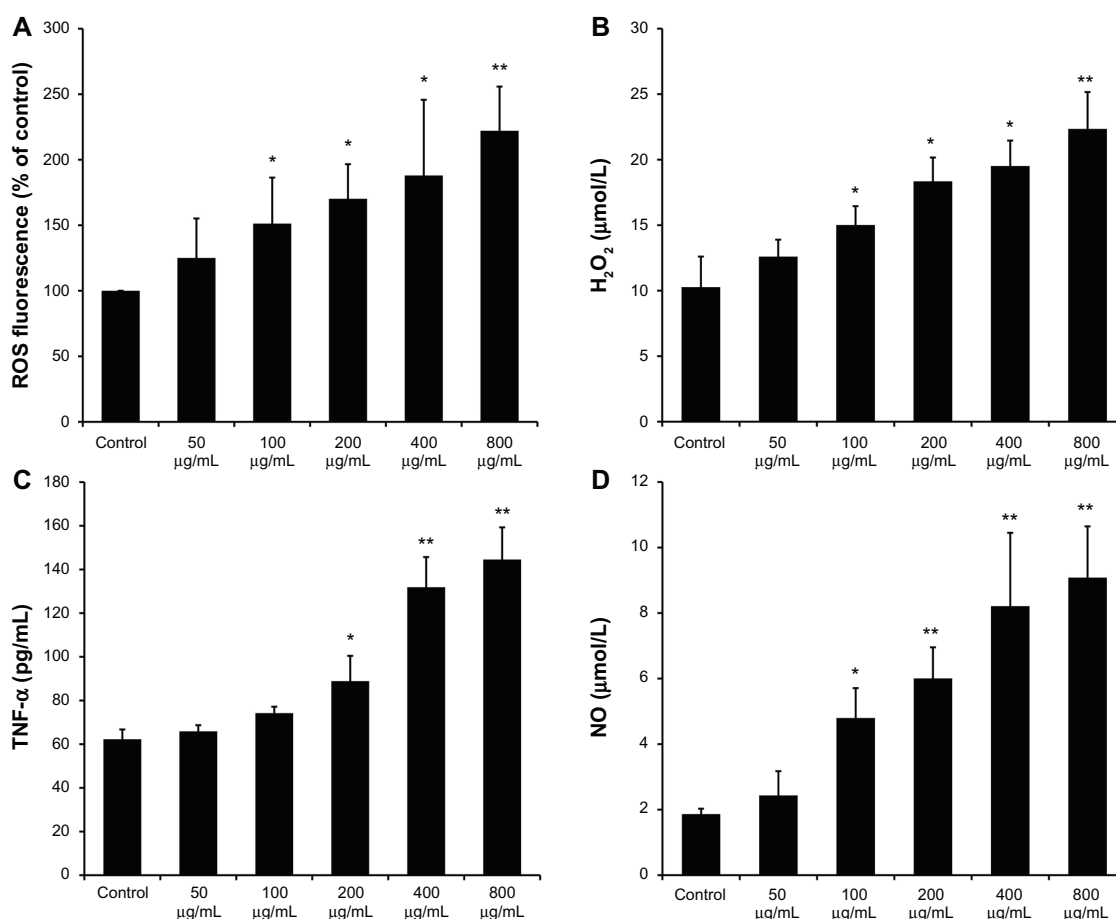 A
ROS fluorescence (% of control)
300
250
200
150
100
50
0
*
*
*
**
Control 50 100 200 400 800
μg/mL μg/mL μg/mL μg/mL μg/mL
B
H₂O₂ (μmol/L)
30
25
20
15
10
5
0
*
*
*
**
Control 50 100 200 400 800
μg/mL μg/mL μg/mL μg/mL μg/mL
C
TNF-α (pg/mL)
180
160
140
120
100
80
60
40
20
0
*
**
**
Control 50 100 200 400 800
μg/mL μg/mL μg/mL μg/mL μg/mL
D
NO (μmol/L)
12
10
8
6
4
2
0
*
**
**
**
Control 50 100 200 400 800
μg/mL μg/mL μg/mL μg/mL μg/mL